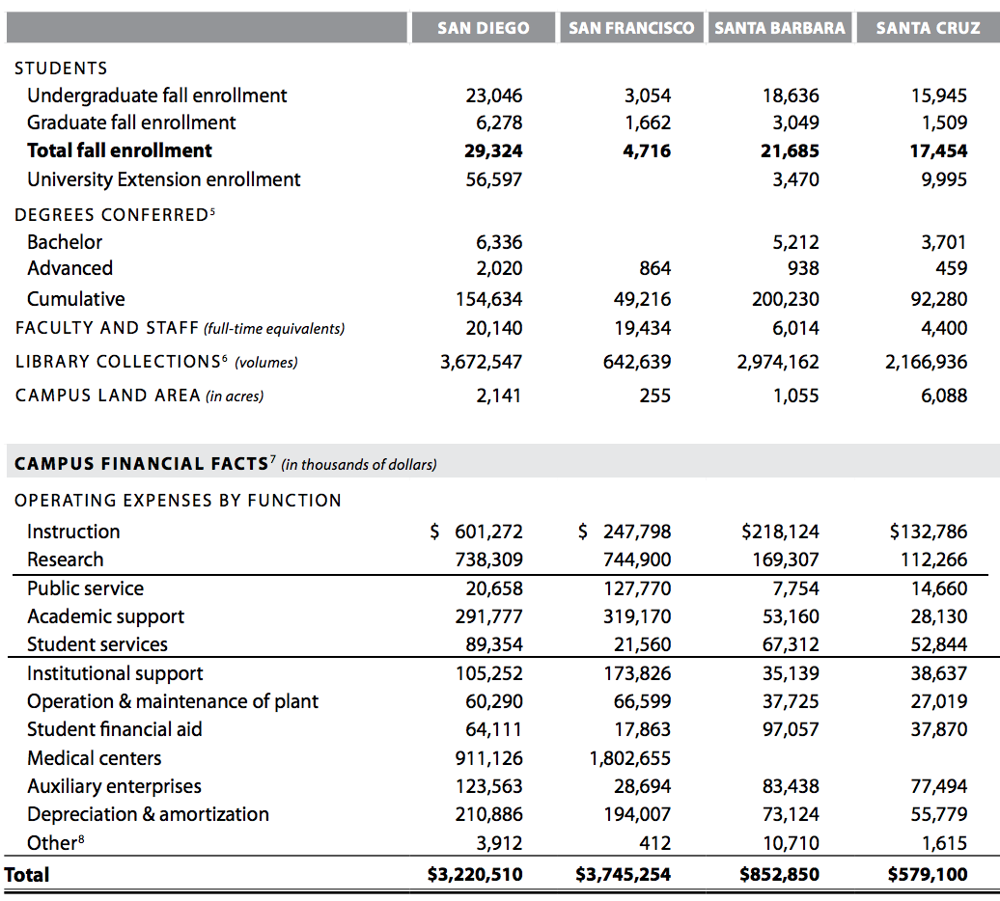 SAN DIEGO SAN FRANCISCO SANTA BARBARA SANTA CRUZ
STUDENTS
Undergraduate fall enrollment 23,046 3,054 18,636 15,945
Graduate fall enrollment 6,278 1,662 3,049 1,509
Total fall enrollment 29,324 4,716 21,685 17,454
University Extension enrollment 56,597 3,470 9,995
DEGREES CONFERRED⁵
Bachelor 6,336 5,212 3,701
Advanced 2,020 864 938 459
Cumulative 154,634 49,216 200,230 92,280
FACULTY AND STAFF (full-time equivalents) 20,140 19,434 6,014 4,400
LIBRARY COLLECTIONS⁶ (volumes) 3,672,547 642,639 2,974,162 2,166,936
CAMPUS LAND AREA (in acres) 2,141 255 1,055 6,088
CAMPUS FINANCIAL FACTS⁷ (in thousands of dollars)
OPERATING EXPENSES BY FUNCTION
Instruction $ 601,272 $ 247,798 $218,124 $132,786
Research 738,309 744,900 169,307 112,266
Public service 20,658 127,770 7,754 14,660
Academic support 291,777 319,170 53,160 28,130
Student services 89,354 21,560 67,312 52,844
Institutional support 105,252 173,826 35,139 38,637
Operation & maintenance of plant 60,290 66,599 37,725 27,019
Student financial aid 64,111 17,863 97,057 37,870
Medical centers 911,126 1,802,655
Auxiliary enterprises 123,563 28,694 83,438 77,494
Depreciation & amortization 210,886 194,007 73,124 55,779
Other⁸ 3,912 412 10,710 1,615
Total $3,220,510 $3,745,254 $852,850 $579,100